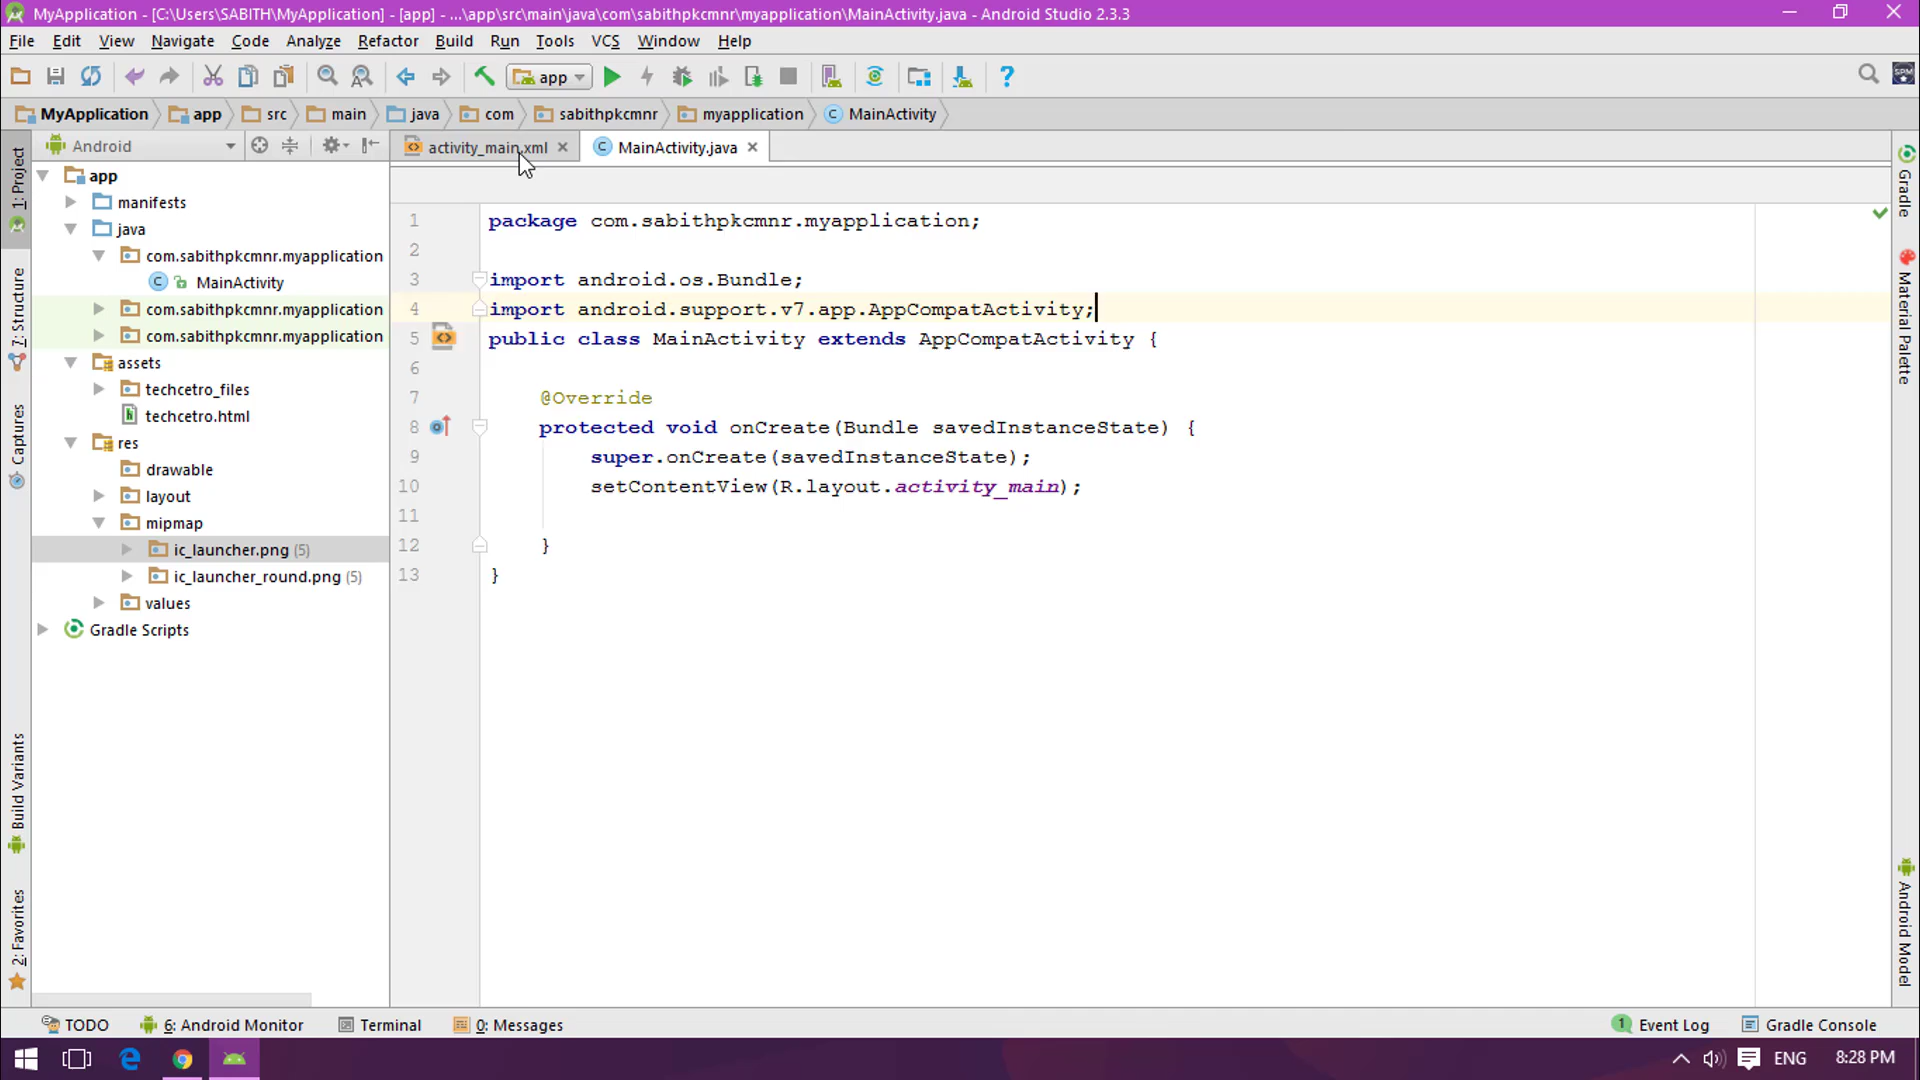 MyApplication - [C:\Users\SABITH\MyApplication] - [app] - ...\app\src\main\java\com\sabithpkcmnr\myapplication\MainActivity.java - Android Studio 2.3.3
File Edit View Navigate Code Analyze Refactor Build Run Tools VCS Window Help
app
SPM
MyApplication app src main java com sabithpkcmnr myapplication MainActivity
Android
activity_main.xml
MainActivity.java
1: Project
7: Structure
Captures
Build Variants
2: Favorites
app
manifests
java
com.sabithpkcmnr.myapplication
MainActivity
com.sabithpkcmnr.myapplication
com.sabithpkcmnr.myapplication
assets
techcetro_files
techcetro.html
res
drawable
layout
mipmap
ic_launcher.png (5)
ic_launcher_round.png (5)
values
Gradle Scripts
1 package com.sabithpkcmnr.myapplication;
2
3 import android.os.Bundle;
4 import android.support.v7.app.AppCompatActivity;
5 public class MainActivity extends AppCompatActivity {
6
7 @Override
8 protected void onCreate(Bundle savedInstanceState) {
9 super.onCreate(savedInstanceState);
10 setContentView(R.layout.activity_main);
11
12 }
13 }
Gradle
Material Palette
Android Model
TODO 6: Android Monitor Terminal 0: Messages 1 Event Log Gradle Console
ENG 8:28 PM